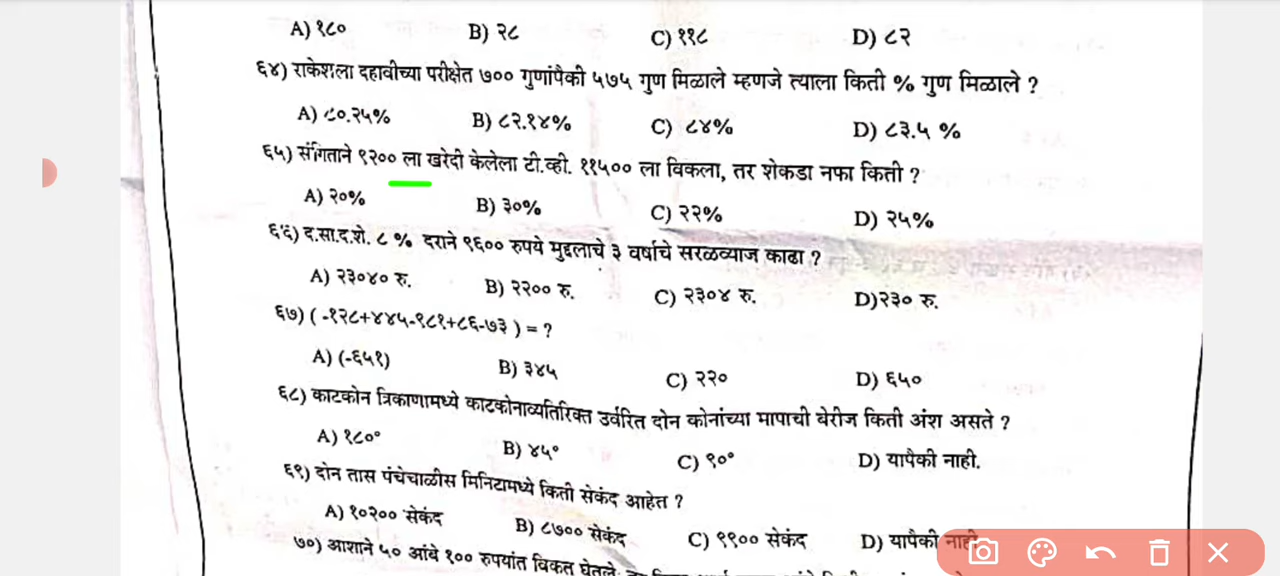 A) १८०  B) २८  C) ११८  D) ८२
६४) राकेशला दहावीच्या परीक्षेत ७०० गुणांपैकी ५७५ गुण मिळाले म्हणजे त्याला किती % गुण मिळाले ?
A) ८०.२५%  B) ८२.१४%  C) ८४%  D) ८३.५ %
६५) संगिताने ९२०० ला खरेदी केलेला टी.व्ही. ११५०० ला विकला, तर शेकडा नफा किती ?
A) २०%  B) ३०%  C) २२%  D) २५%
६६) द.सा.द.शे. ८ % दराने ९६०० रुपये मुद्दलाचे ३ वर्षाचे सरळव्याज काढा ?
A) २३०४० रु.  B) २२०० रु.  C) २३०४ रु.  D)२३० रु.
६७) ( -१२८+४४५-९८१+८६-७३ ) = ?
A) (-६५१)  B) ३४५  C) २२०  D) ६५०
६८) काटकोन त्रिकाणामध्ये काटकोनाव्यतिरिक्त उर्वरित दोन कोनांच्या मापाची बेरीज किती अंश असते ?
A) १८०°  B) ४५°  C) ९०°  D) यापैकी नाही.
६९) दोन तास पंचेचाळीस मिनिटामध्ये किती सेकंद आहेत ?
A) १०२०० सेकंद  B) ८७०० सेकंद  C) ९९०० सेकंद  D) यापैकी नाही.
७०) आशाने ५० आंबे १०० रुपयांत विकत घेतले